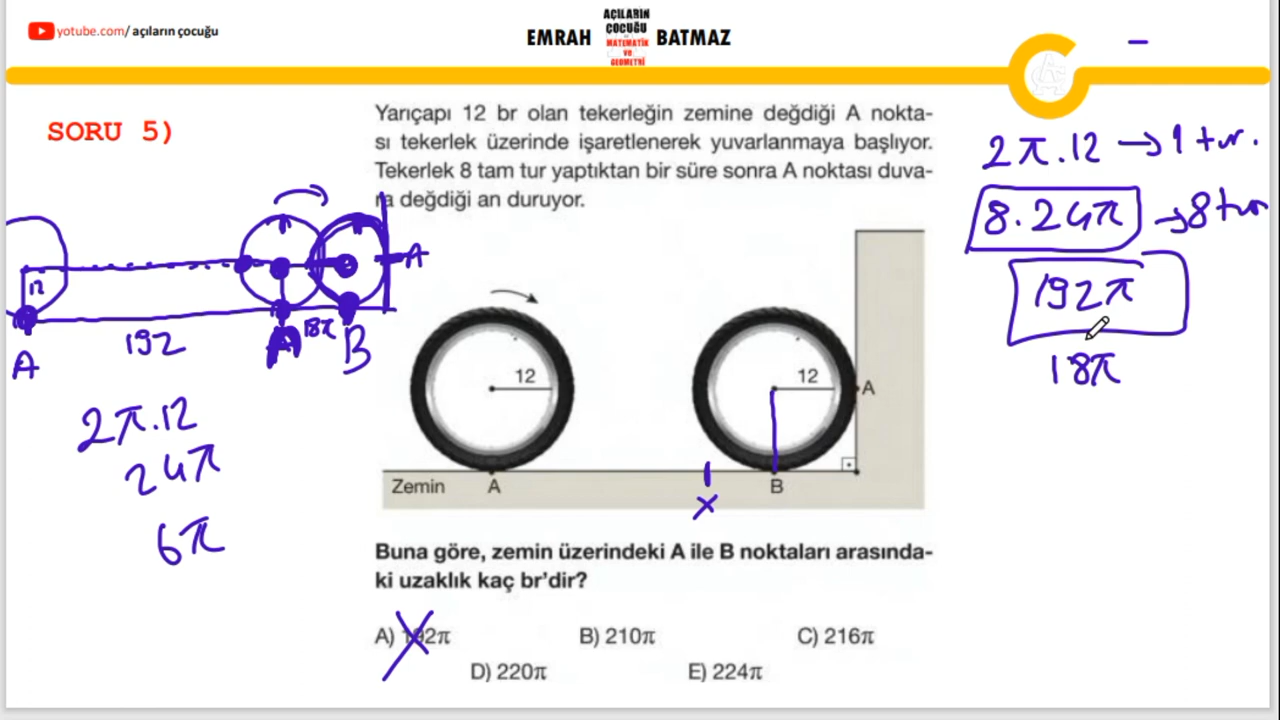 yotube.com/ açıların çocuğu
EMRAH
AÇILARIN
ÇOCUĞU
MATEMATİK
ve
GEOMETRİ
BATMAZ
SORU 5)
Yarıçapı 12 br olan tekerleğin zemine değdiği A nokta-
sı tekerlek üzerinde işaretlenerek yuvarlanmaya başlıyor.
Tekerlek 8 tam tur yaptıktan bir süre sonra A noktası duva-
ra değdiği an duruyor.
2π.12 → 1 tur.
8.24π → 8 tur
192π
18π
12
A
192
A
18π
B
A
2π.12
24π
6π
12
12
A
Zemin
A
x
B
Buna göre, zemin üzerindeki A ile B noktaları arasında-
ki uzaklık kaç br'dir?
A) 192π
B) 210π
C) 216π
D) 220π
E) 224π